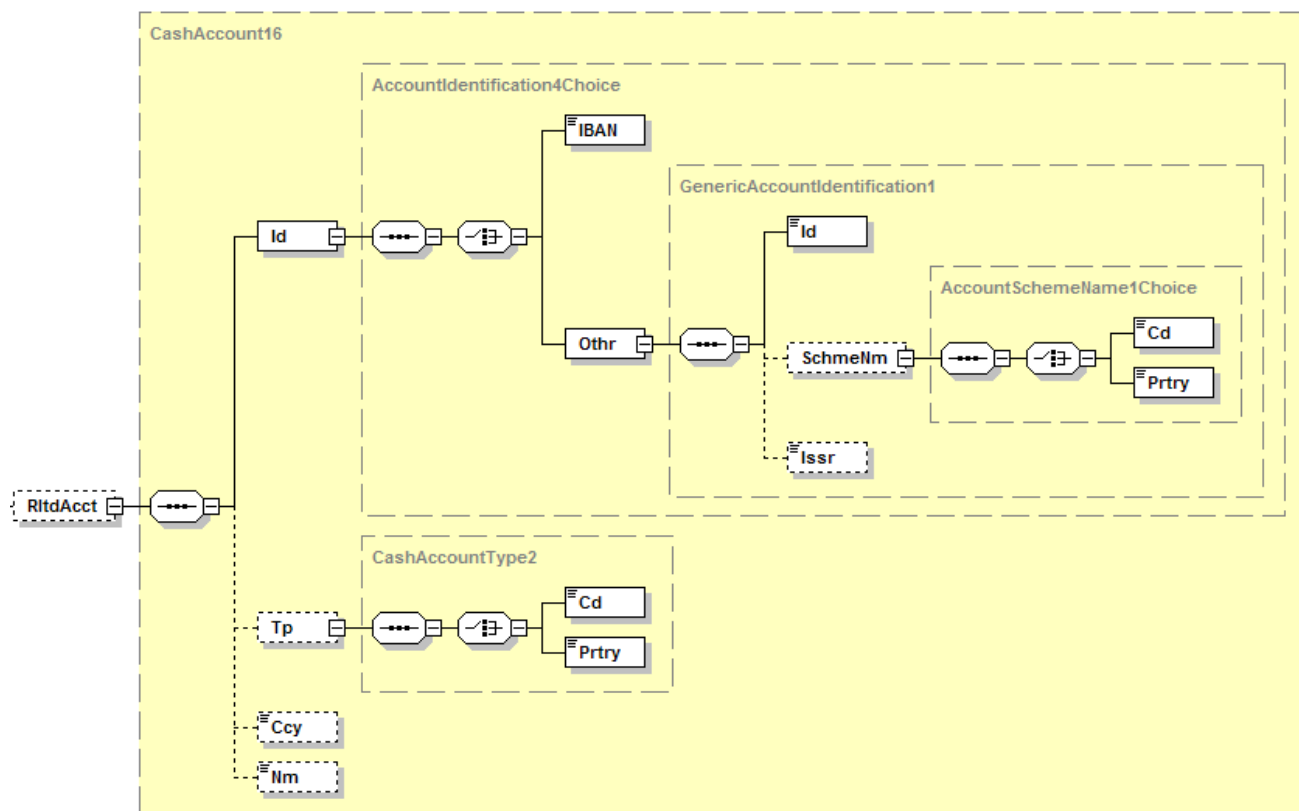 CashAccount16
AccountIdentification4Choice
IBAN
GenericAccountIdentification1
Id
Id
AccountSchemeName1Choice
Cd
Othr
SchmeNm
Prtry
Issr
RltdAcct
CashAccountType2
Cd
Tp
Prtry
Ccy
Nm